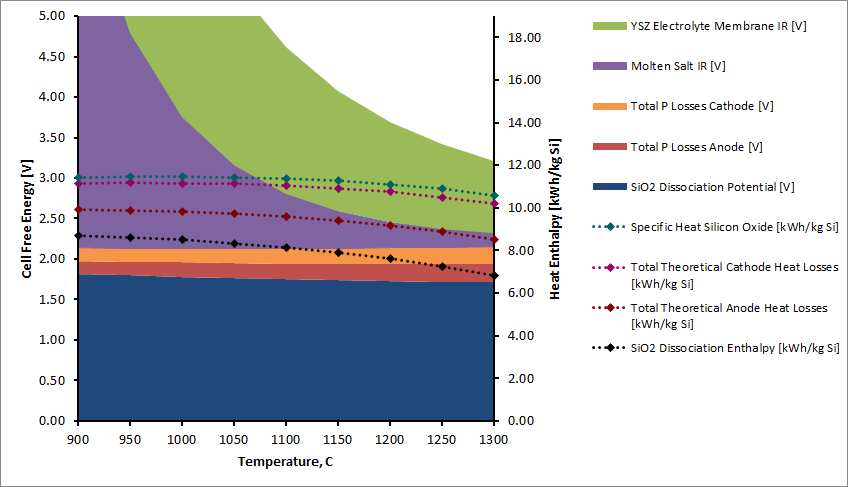 5.00
4.50
4.00
3.50
3.00
2.50
2.00
1.50
1.00
0.50
0.00
Cell Free Energy [V]
900
950
1000
1050
1100
1150
1200
1250
1300
Temperature, C
18.00
16.00
14.00
12.00
10.00
8.00
6.00
4.00
2.00
0.00
Heat Enthalpy [kWh/kg Si]
YSZ Electrolyte Membrane IR [V]
Molten Salt IR [V]
Total P Losses Cathode [V]
Total P Losses Anode [V]
SiO2 Dissociation Potential [V]
Specific Heat Silicon Oxide [kWh/kg Si]
Total Theoretical Cathode Heat Losses
[kWh/kg Si]
Total Theoretical Anode Heat Losses
[kWh/kg Si]
SiO2 Dissociation Enthalpy [kWh/kg Si]